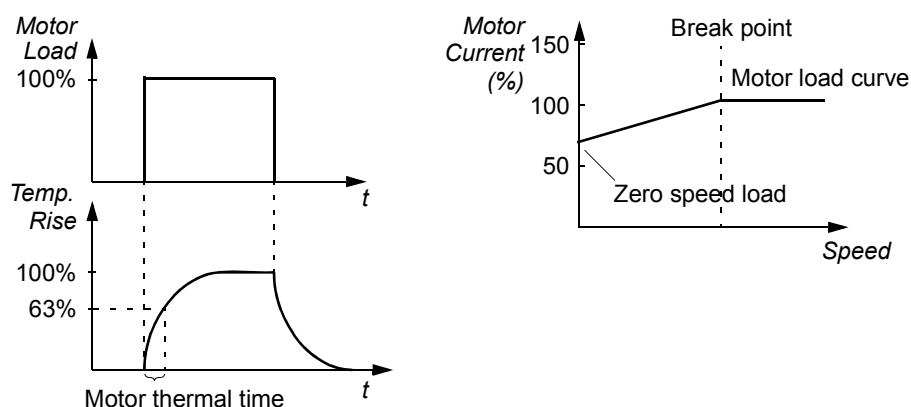 Motor
Load
100%
t
Temp.
Rise
100%
63%
t
Motor thermal time
Motor
Current
(%)
150
100
50
Break point
Motor load curve
Zero speed load
Speed